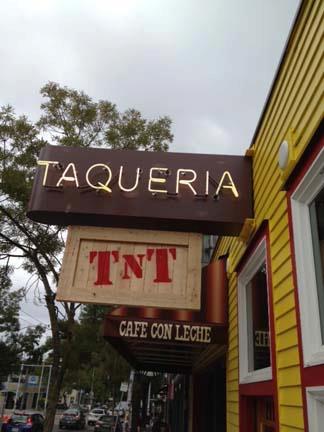 TAQUERIA
TNT
CAFE CON LECHE